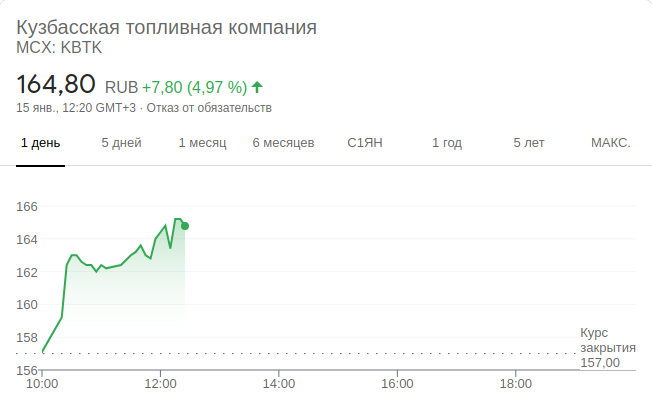 Кузбасская топливная компания
MCX: KBTK
164,80 RUB +7,80 (4,97 %)
15 янв., 12:20 GMT+3 · Отказ от обязательств
1 день 5 дней 1 месяц 6 месяцев С1ЯН 1 год 5 лет МАКС.
166
164
162
160
158
Курс
закрытия
157,00
156
10:00 12:00 14:00 16:00 18:00